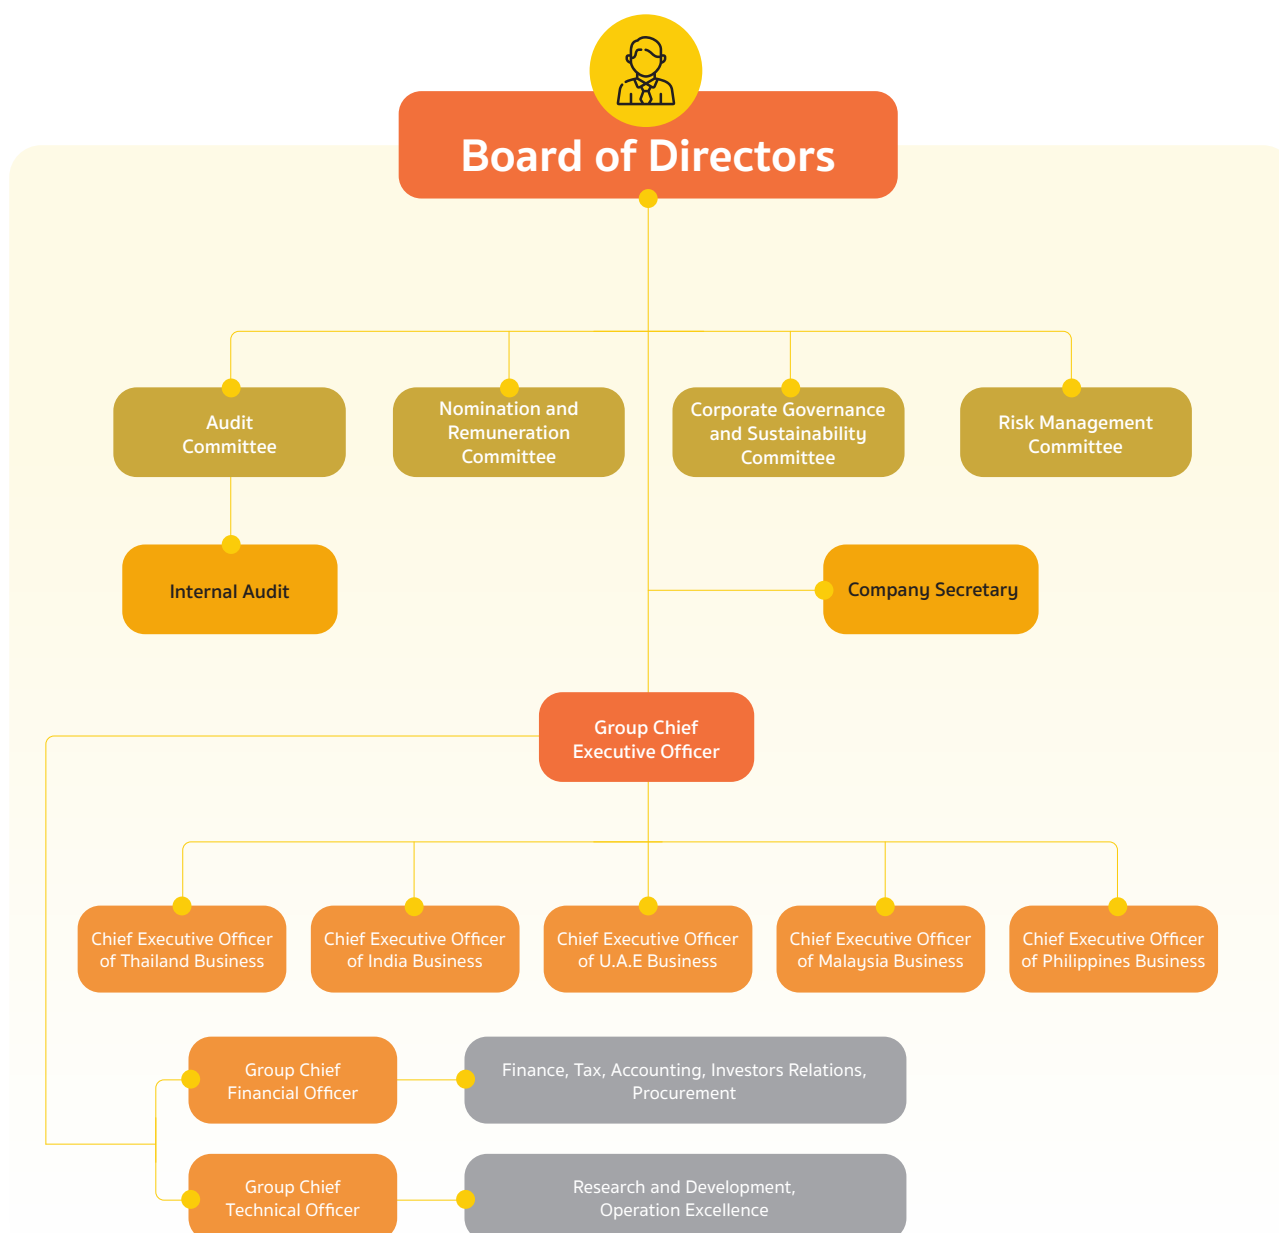 Board of Directors
Audit
Committee
Nomination and
Remuneration
Committee
Corporate Governance
and Sustainability
Committee
Risk Management
Committee
Internal Audit
Company Secretary
Group Chief
Executive Officer
Chief Executive Officer
of Thailand Business
Chief Executive Officer
of India Business
Chief Executive Officer
of U.A.E Business
Chief Executive Officer
of Malaysia Business
Chief Executive Officer
of Philippines Business
Group Chief
Financial Officer
Finance, Tax, Accounting, Investors Relations,
Procurement
Group Chief
Technical Officer
Research and Development,
Operation Excellence